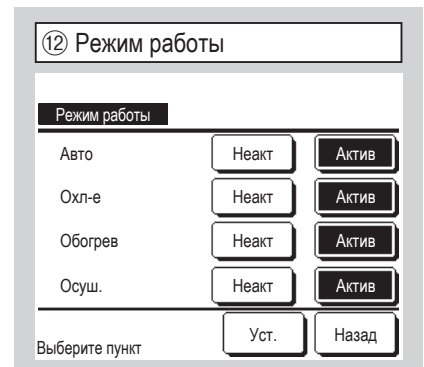 ⑫ Режим работы
Режим работы
Авто Неакт Актив
Охл-е Неакт Актив
Обогрев Неакт Актив
Осуш. Неакт Актив
Выберите пункт Уст. Назад